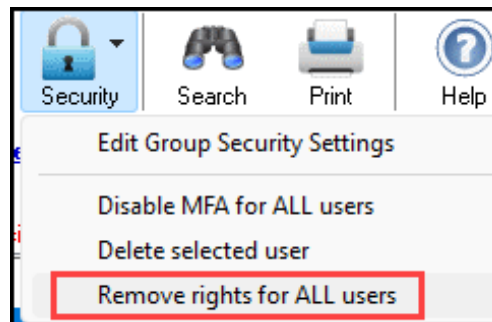 Security Search Print Help
Edit Group Security Settings
Disable MFA for ALL users
Delete selected user
Remove rights for ALL users